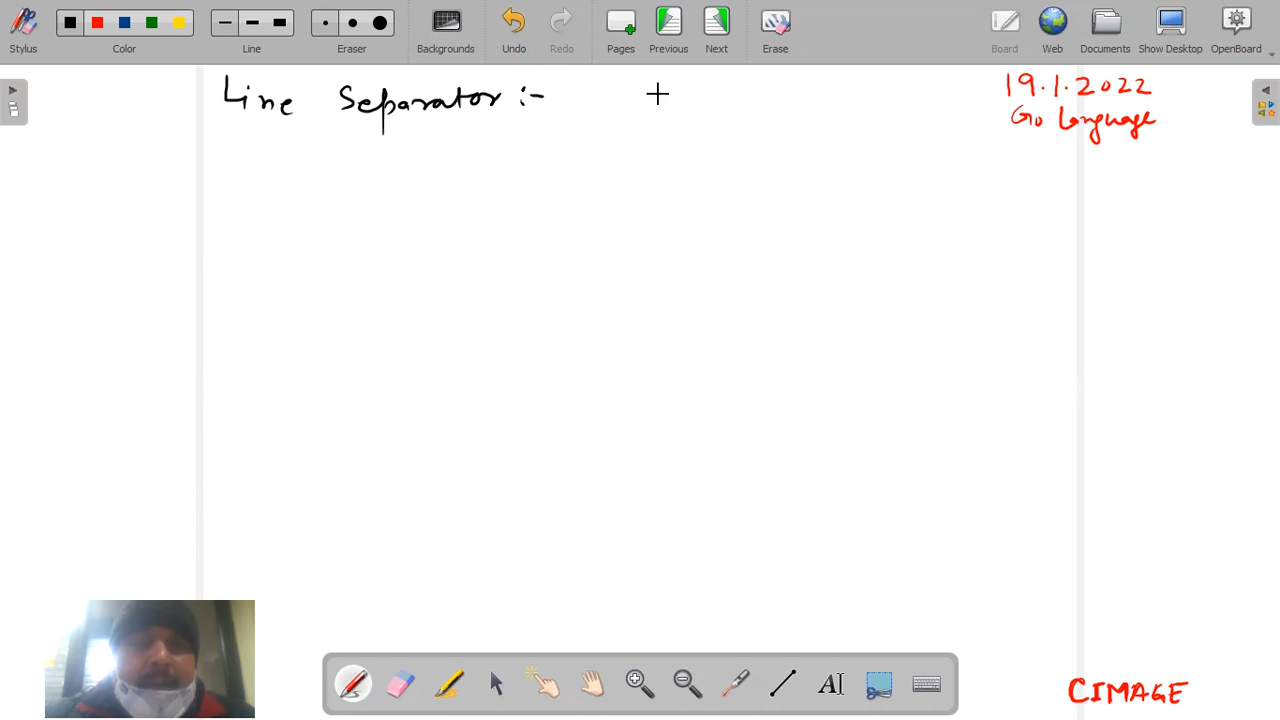 Stylus
Color
Line
Eraser
Backgrounds
Undo
Redo
Pages
Previous
Next
Erase
Board
Web
Documents
Show Desktop
OpenBoard
Line Separator :-
19.1.2022
Go Language
CIMAGE